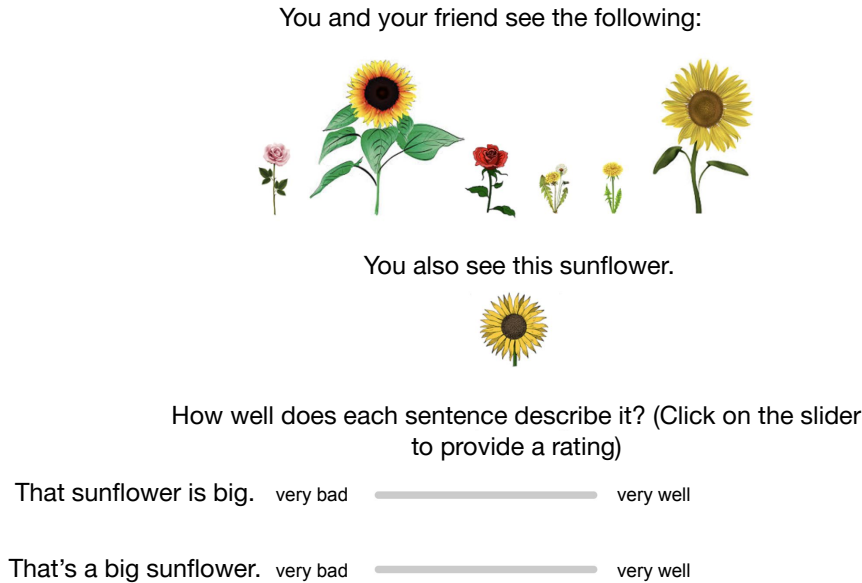 You and your friend see the following:
You also see this sunflower.
How well does each sentence describe it? (Click on the slider
to provide a rating)
That sunflower is big. very bad very well
That's a big sunflower. very bad very well